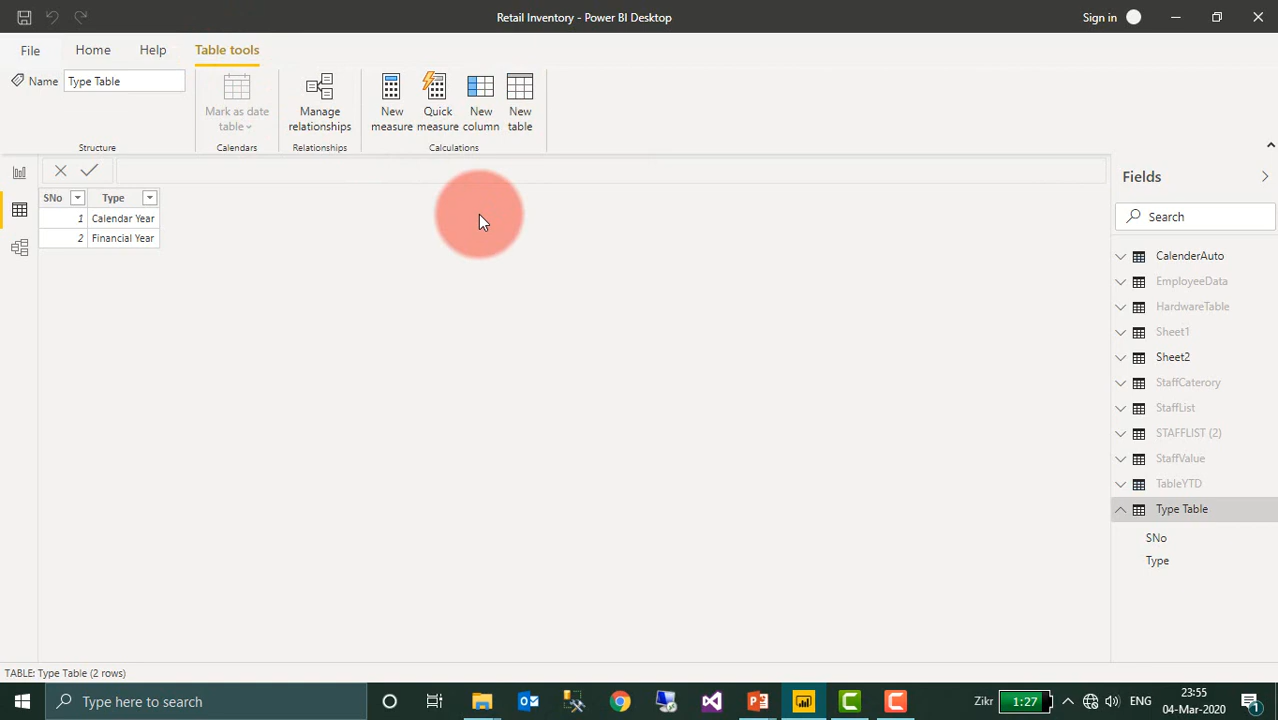 Retail Inventory - Power BI Desktop
Sign in
File
Home
Help
Table tools
Name
Type Table
Mark as date
table
Manage
relationships
New
measure
Quick
measure
New
column
New
table
Structure
Calendars
Relationships
Calculations
SNo
Type
1
Calendar Year
2
Financial Year
Fields
Search
CalenderAuto
EmployeeData
HardwareTable
Sheet1
Sheet2
StaffCaterory
StaffList
STAFFLIST (2)
StaffValue
TableYTD
Type Table
SNo
Type
TABLE: Type Table (2 rows)
Type here to search
Zikr
1:27
ENG
23:55
04-Mar-2020
1